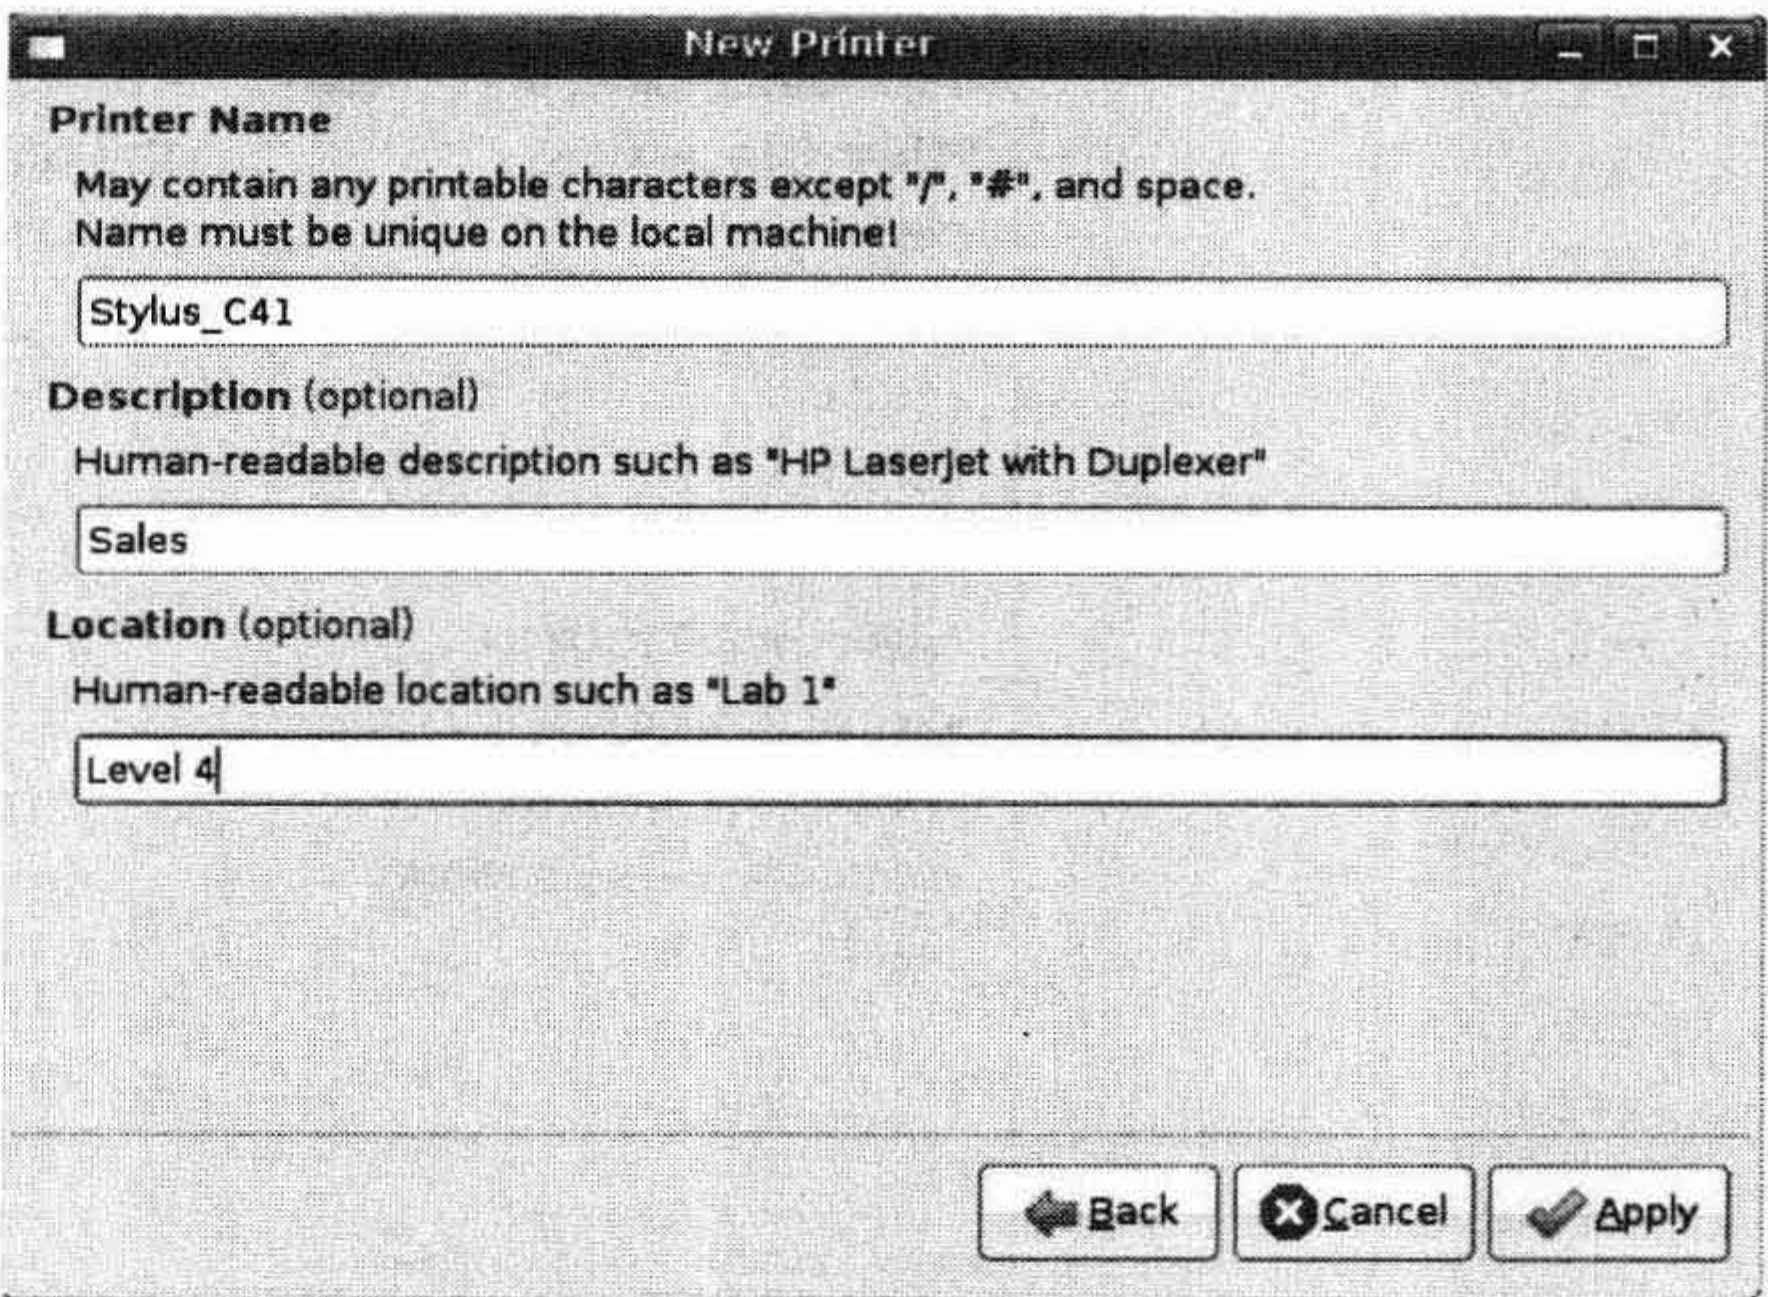 New Printer
Printer Name
May contain any printable characters except "/", "#", and space.
Name must be unique on the local machine!
Stylus_C41
Description (optional)
Human-readable description such as "HP LaserJet with Duplexer"
Sales
Location (optional)
Human-readable location such as "Lab 1"
Level 4
Back Cancel Apply